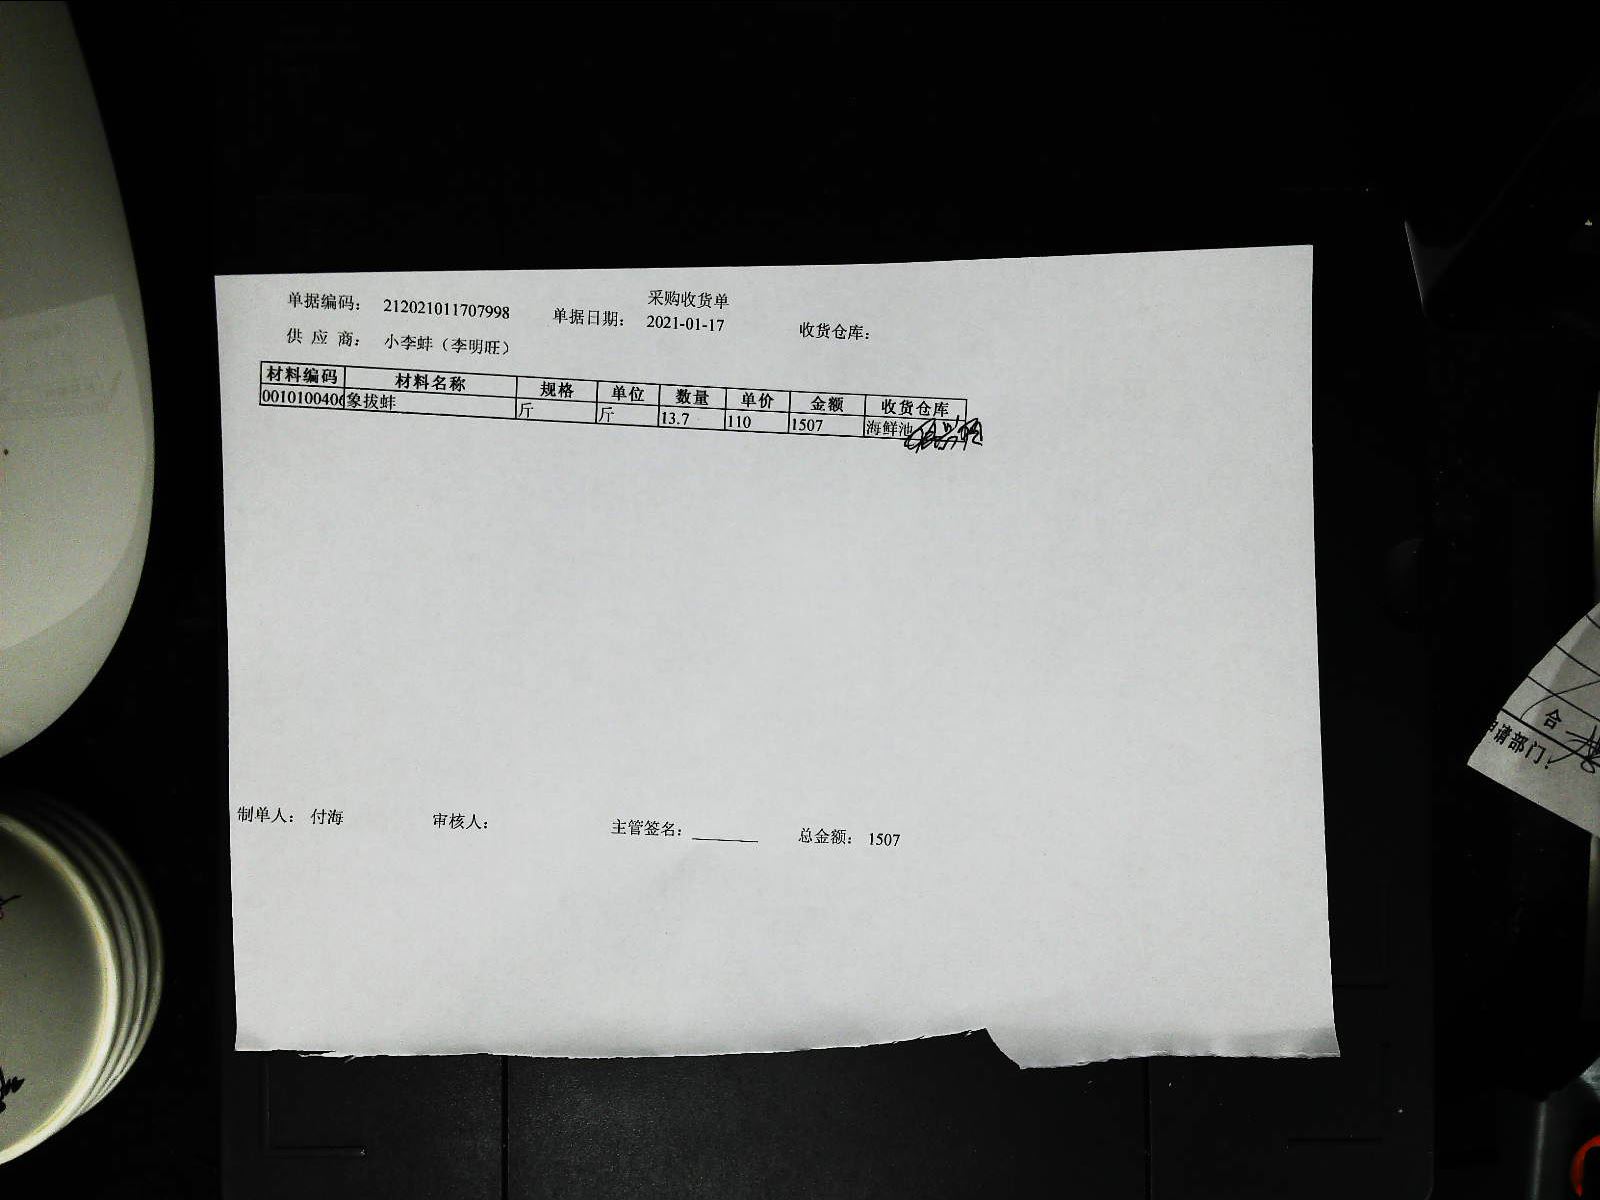 采购收货单
单据编码: 212021011707998 单据日期: 2021-01-17 收货仓库:
供 应 商: 小李蚌（李明旺）
材料编码 材料名称 规格 单位 数量 单价 金额 收货仓库
0010100406 象拔蚌 斤 斤 13.7 110 1507 海鲜池
制单人: 付海 审核人: 主管签名: 总金额: 1507
合
申请部门: